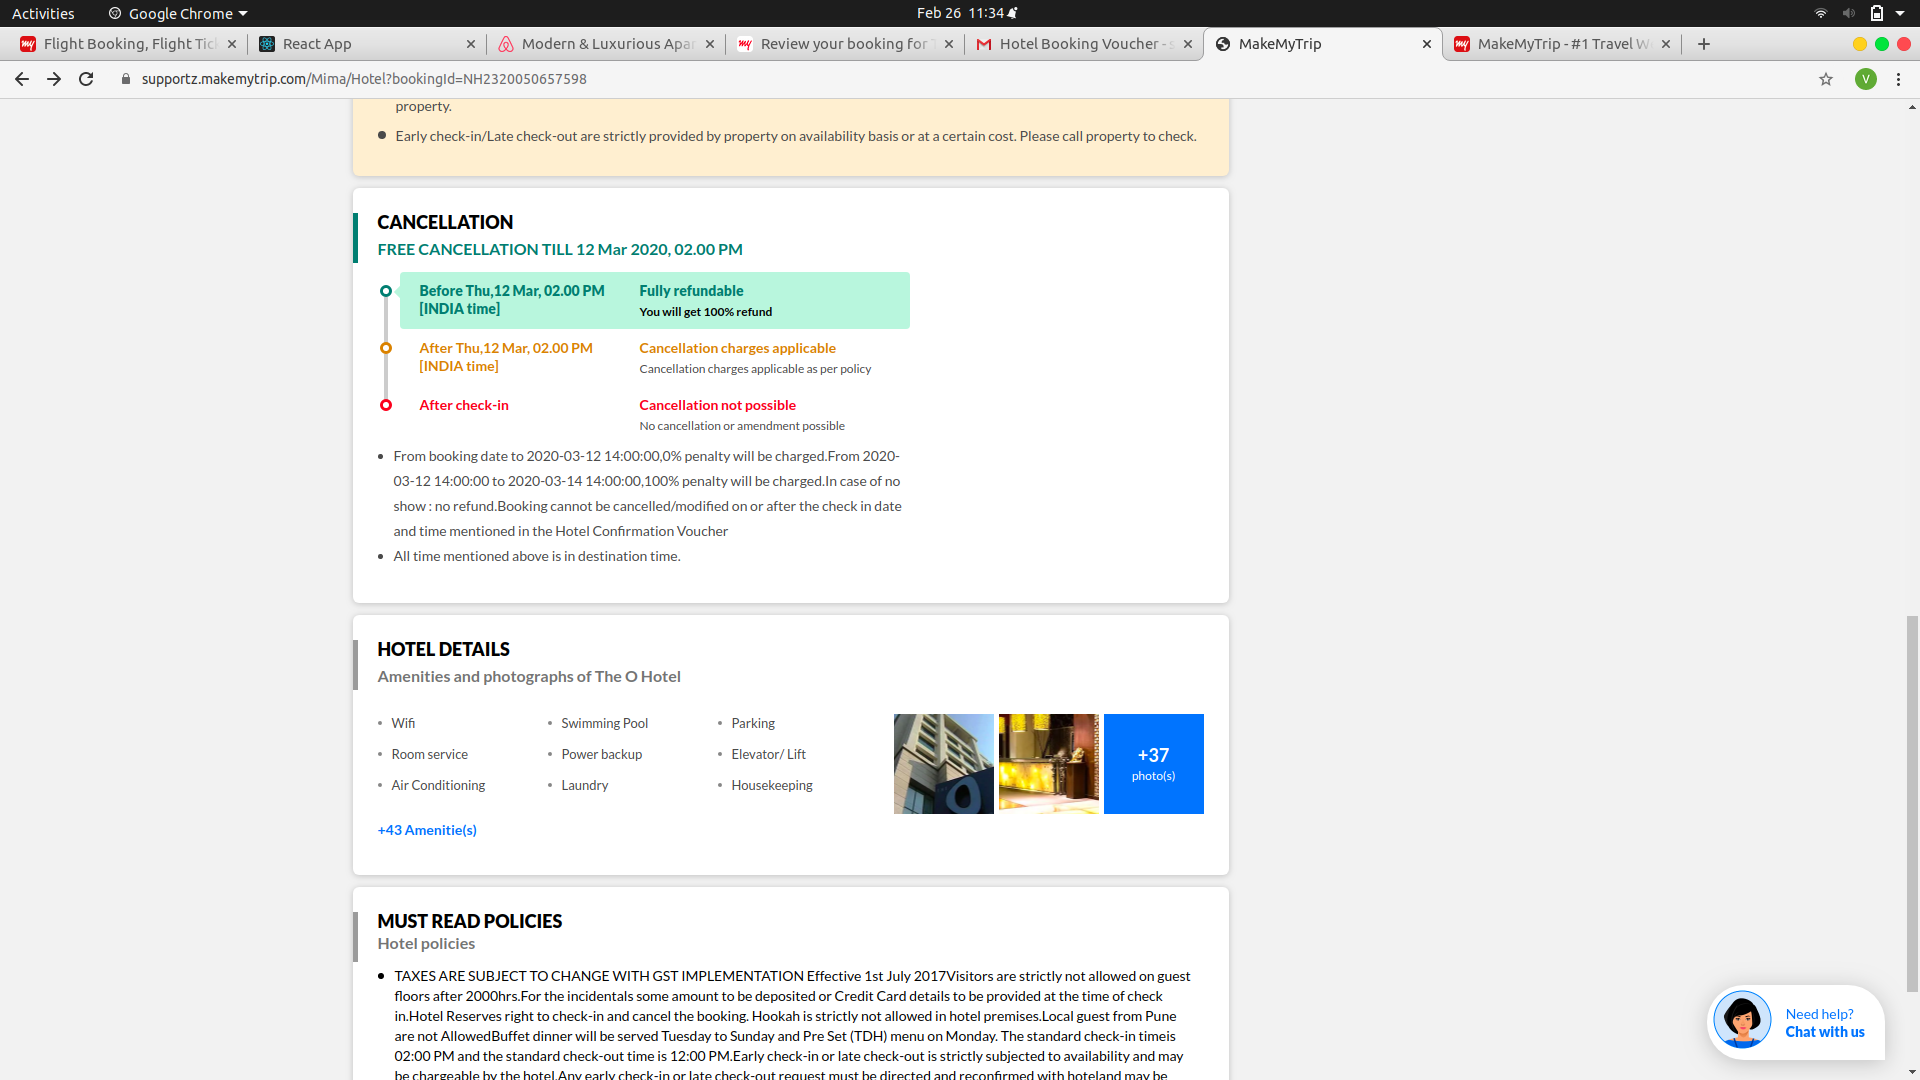 Activities Google Chrome Feb 26 11:34
Flight Booking, Flight Tic React App Modern & Luxurious Apar Review your booking for T Hotel Booking Voucher - s MakeMyTrip MakeMyTrip - #1 Travel W
supportz.makemytrip.com/Mima/Hotel?bookingId=NH2320050657598 V
property.
Early check-in/Late check-out are strictly provided by property on availability basis or at a certain cost. Please call property to check.
CANCELLATION
FREE CANCELLATION TILL 12 Mar 2020, 02.00 PM
Before Thu,12 Mar, 02.00 PM Fully refundable
[INDIA time] You will get 100% refund
After Thu,12 Mar, 02.00 PM Cancellation charges applicable
[INDIA time] Cancellation charges applicable as per policy
After check-in Cancellation not possible
No cancellation or amendment possible
From booking date to 2020-03-12 14:00:00,0% penalty will be charged.From 2020-
03-12 14:00:00 to 2020-03-14 14:00:00,100% penalty will be charged.In case of no
show : no refund.Booking cannot be cancelled/modified on or after the check in date
and time mentioned in the Hotel Confirmation Voucher
All time mentioned above is in destination time.
HOTEL DETAILS
Amenities and photographs of The O Hotel
Wifi Swimming Pool Parking
Room service Power backup Elevator/ Lift
Air Conditioning Laundry Housekeeping
+37
photo(s)
+43 Amenitie(s)
MUST READ POLICIES
Hotel policies
TAXES ARE SUBJECT TO CHANGE WITH GST IMPLEMENTATION Effective 1st July 2017Visitors are strictly not allowed on guest
floors after 2000hrs.For the incidentals some amount to be deposited or Credit Card details to be provided at the time of check
in.Hotel Reserves right to check-in and cancel the booking. Hookah is strictly not allowed in hotel premises.Local guest from Pune
are not AllowedBuffet dinner will be served Tuesday to Sunday and Pre Set (TDH) menu on Monday. The standard check-in timeis
02:00 PM and the standard check-out time is 12:00 PM.Early check-in or late check-out is strictly subjected to availability and may
be chargeable by the hotel.Any early check-in or late check-out request must be directed and reconfirmed with hoteland may be
Need help?
Chat with us